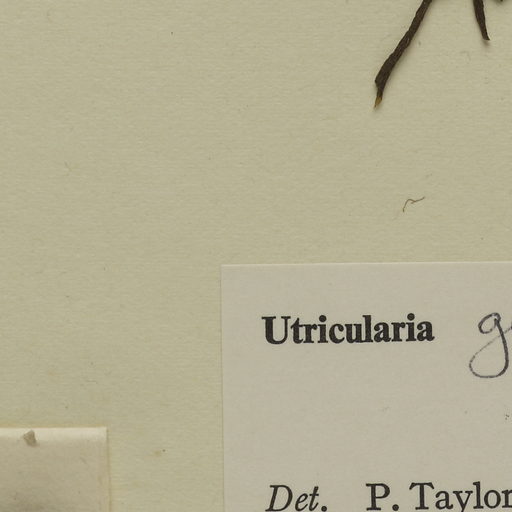 Utricularia
Det. P. Taylor